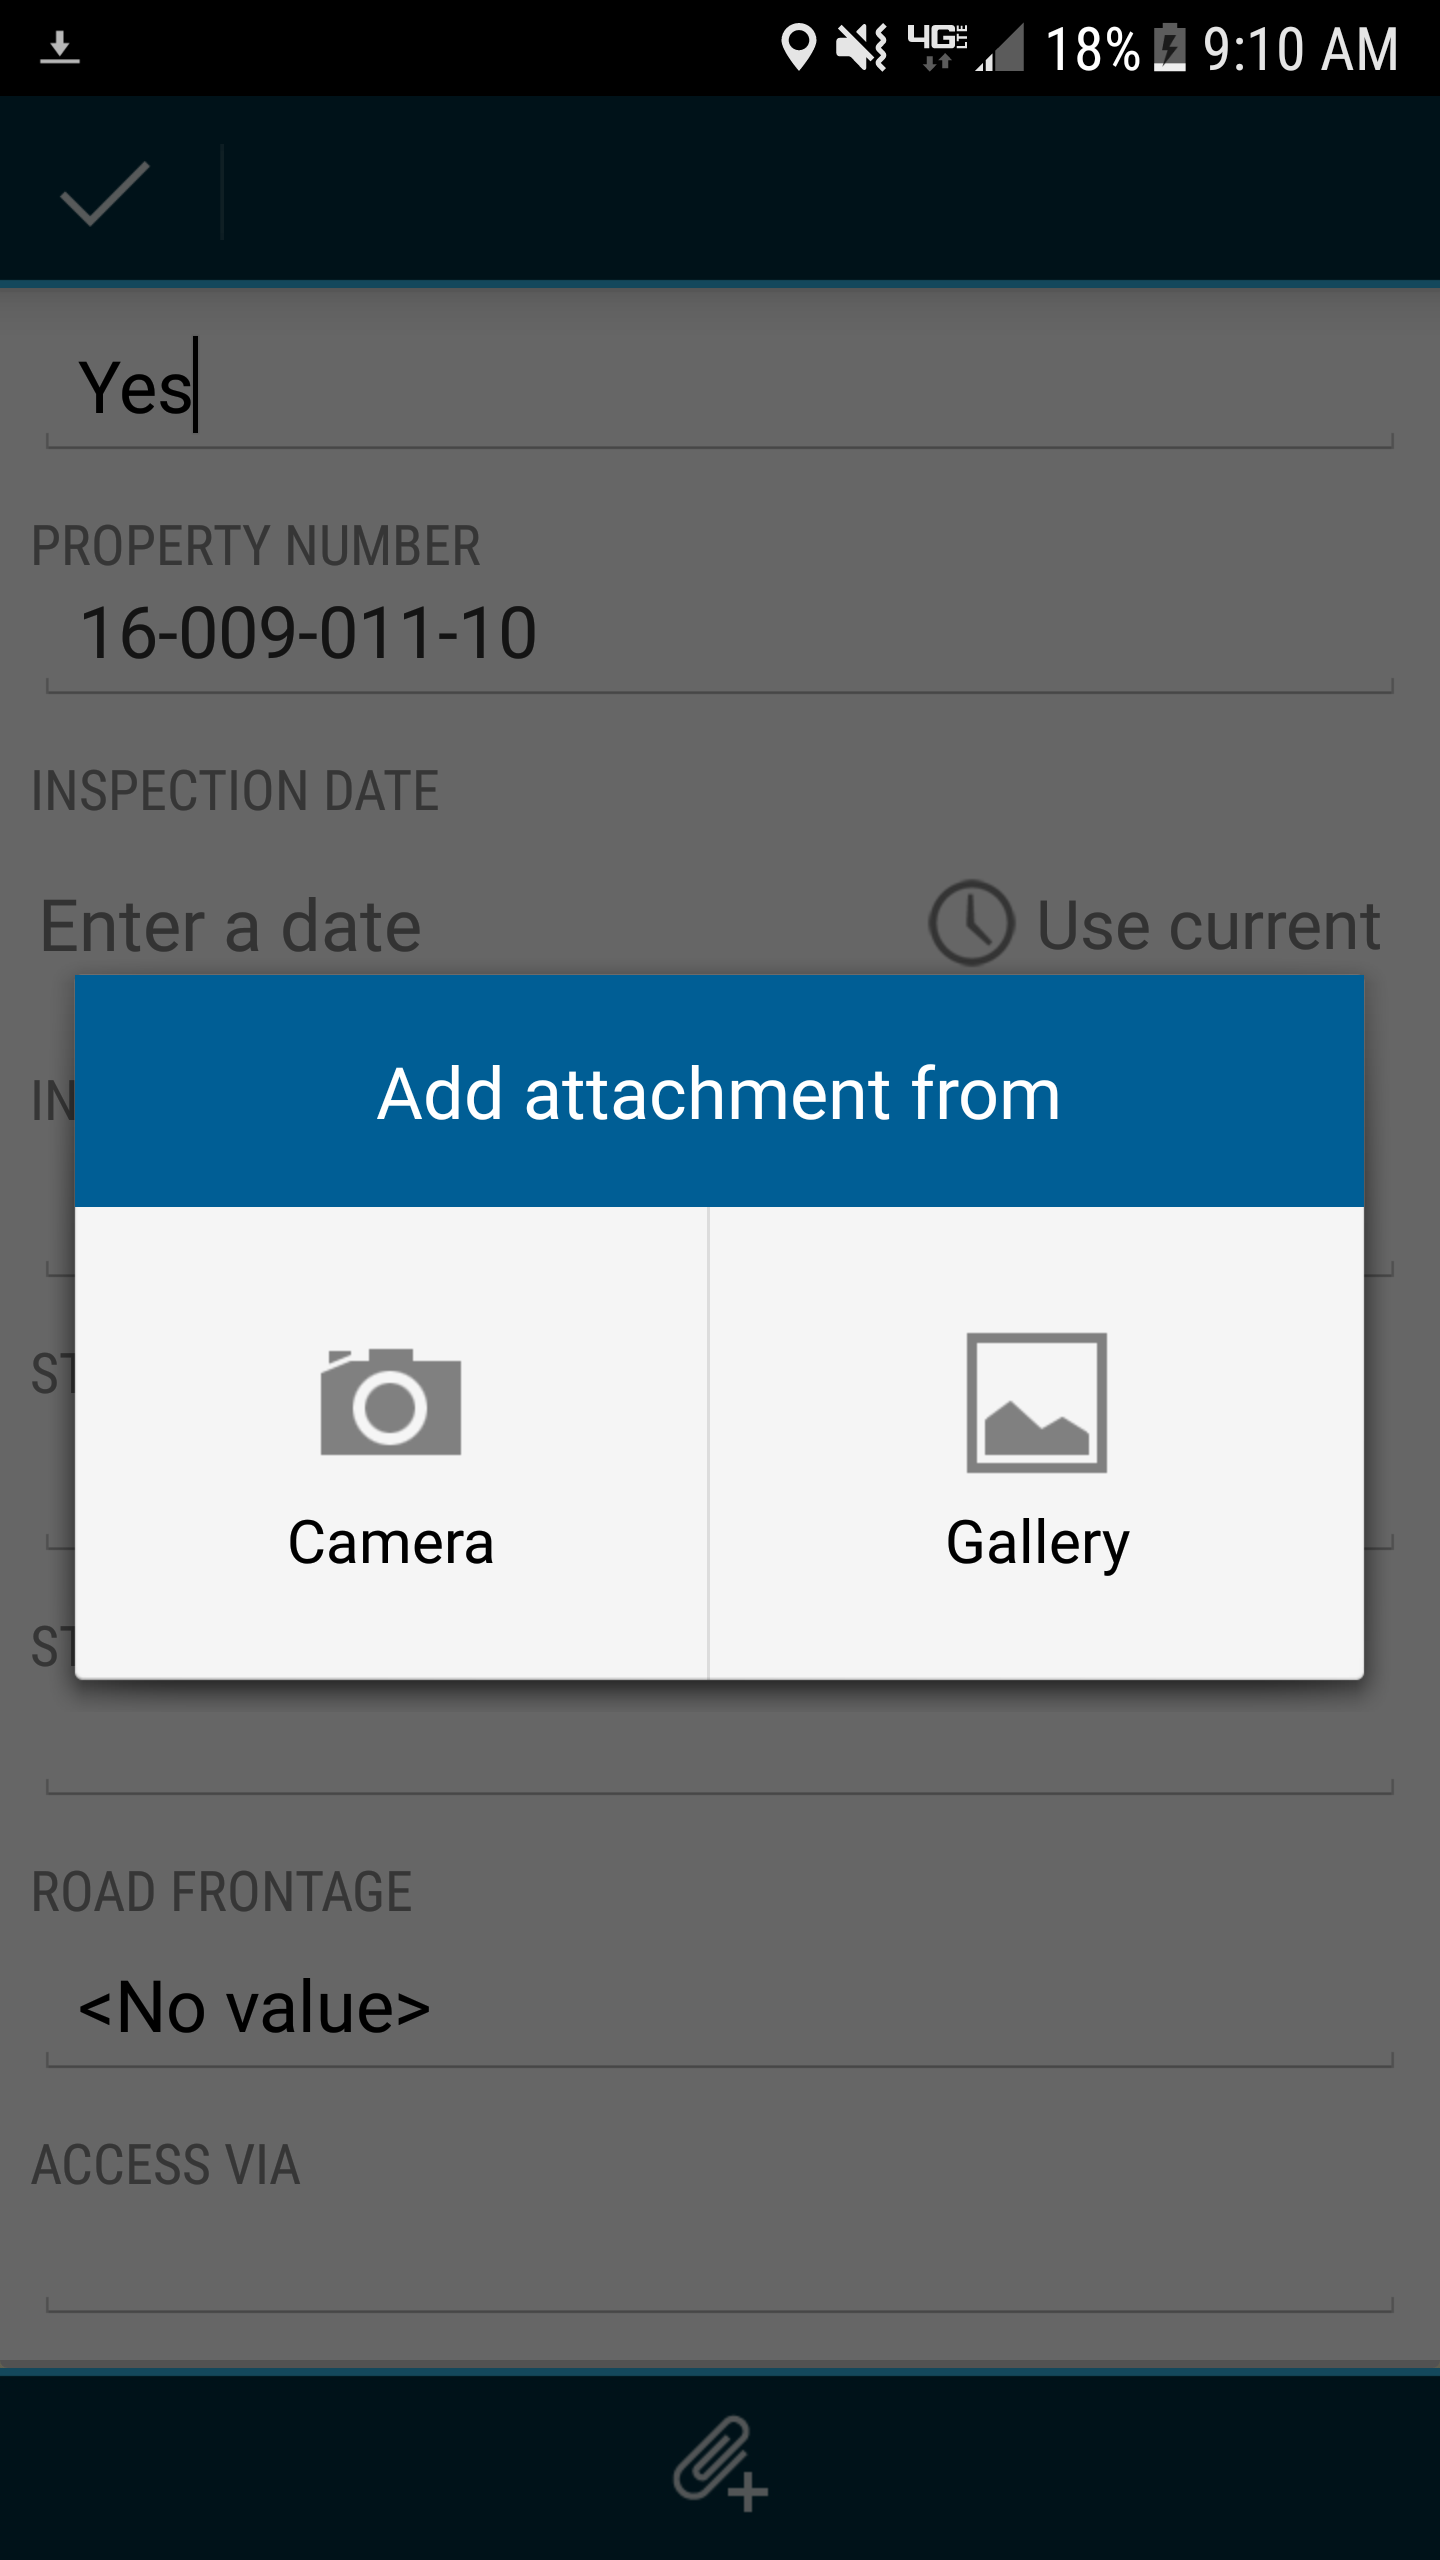 4G LTE 18% 9:10 AM
Yes
PROPERTY NUMBER
16-009-011-10
INSPECTION DATE
Enter a date Use current
Add attachment from
IN
Camera Gallery
ST
ST
ROAD FRONTAGE
<No value>
ACCESS VIA